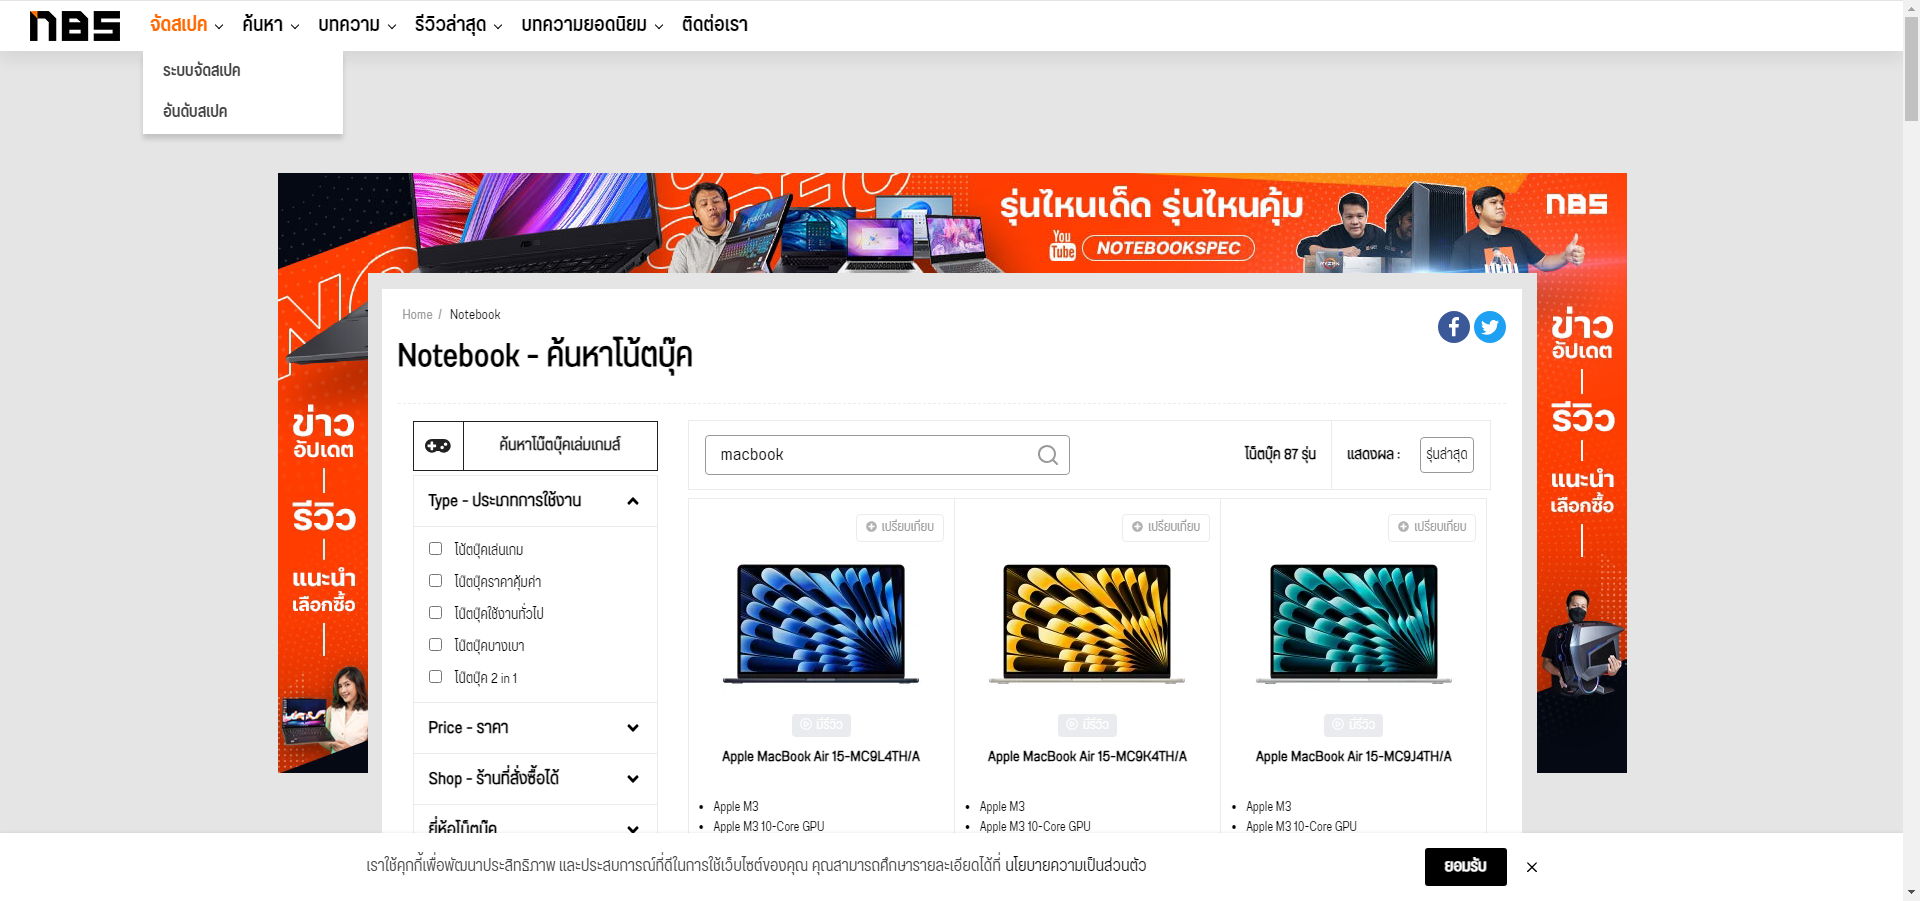 NBS จัดสเปค ค้นหา บทความ รีวิวล่าสุด บทความยอดนิยม ติดต่อเรา
ระบบจัดสเปค
อันดับสเปค
รุ่นไหนเด็ด รุ่นไหนคุ้ม
You Tube NOTEBOOKSPEC
NBS
ข่าว
อัปเดต
รีวิว
แนะนำ
เลือกซื้อ
ข่าว
อัปเดต
รีวิว
แนะนำ
เลือกซื้อ
Home / Notebook
Notebook - ค้นหาโน้ตบุ๊ค
ค้นหาโน๊ตบุ๊คเล่มเกมส์
Type - ประเภทการใช้งาน
โน้ตบุ๊คเล่นเกม
โน๊ตบุ๊คราคาคุ้มค่า
โน๊ตบุ๊คใช้งานทั่วไป
โน๊ตบุ๊คบางเบา
โน๊ตบุ๊ค 2 in 1
Price - ราคา
Shop - ร้านที่สั่งซื้อได้
ยี่ห้อโน๊ตบุ๊ค
macbook
โน๊ตบุ๊ค 87 รุ่น
แสดงผล :
รุ่นล่าสุด
เปรียบเทียบ
มีรีวิว
Apple MacBook Air 15-MC9L4TH/A
Apple M3
Apple M3 10-Core GPU
เปรียบเทียบ
มีรีวิว
Apple MacBook Air 15-MC9K4TH/A
Apple M3
Apple M3 10-Core GPU
เปรียบเทียบ
มีรีวิว
Apple MacBook Air 15-MC9J4TH/A
Apple M3
Apple M3 10-Core GPU
เราใช้คุกกี้เพื่อพัฒนาประสิทธิภาพ และประสบการณ์ที่ดีในการใช้เว็บไซต์ของคุณ คุณสามารถศึกษารายละเอียดได้ที่ นโยบายความเป็นส่วนตัว
ยอมรับ